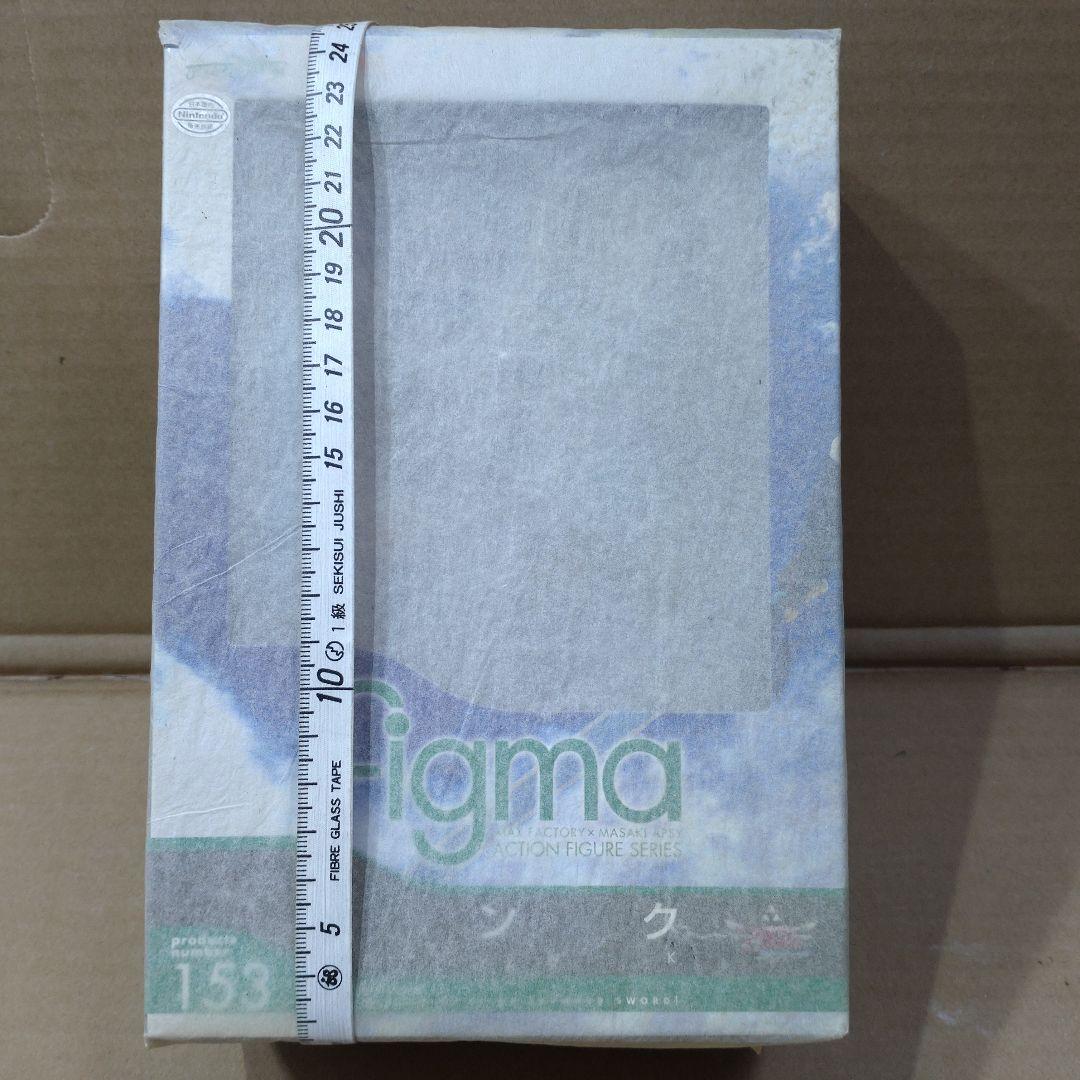 Nintendo
24
23
22
21
20
19
18
17
16
15
1級 SEKISUI JUSHI
10
FIBRE GLASS TAPE
5
figma
MAX FACTORY × MASAKI APSY
ACTION FIGURE SERIES
ンク
K
products
number
153
SWORD